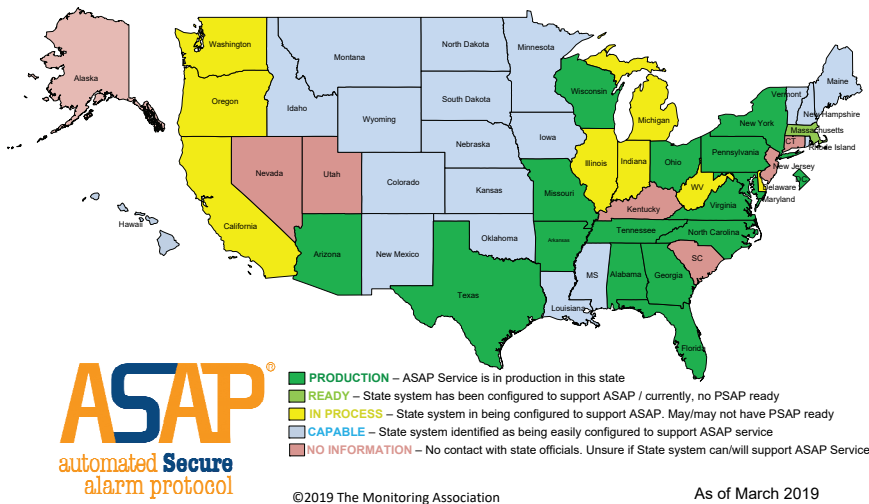 Washington
Montana
North Dakota
Minnesota
Maine
Alaska
Oregon
Idaho
South Dakota
Wisconsin
Michigan
Vermont
New Hampshire
New York
Massachusetts
CT
Rhode Island
Wyoming
Nebraska
Iowa
Illinois
Indiana
Ohio
Pennsylvania
New Jersey
Nevada
Utah
Colorado
Kansas
Missouri
Kentucky
WV
Virginia
DC
Delaware
Maryland
California
Hawaii
Arizona
New Mexico
Oklahoma
Arkansas
Tennessee
North Carolina
SC
Texas
Louisiana
MS
Alabama
Georgia
Florida
ASAP®
automated Secure
alarm protocol
PRODUCTION – ASAP Service is in production in this state
READY – State system has been configured to support ASAP / currently, no PSAP ready
IN PROCESS – State system in being configured to support ASAP. May/may not have PSAP ready
CAPABLE – State system identified as being easily configured to support ASAP service
NO INFORMATION – No contact with state officials. Unsure if State system can/will support ASAP Service
©2019 The Monitoring Association
As of March 2019